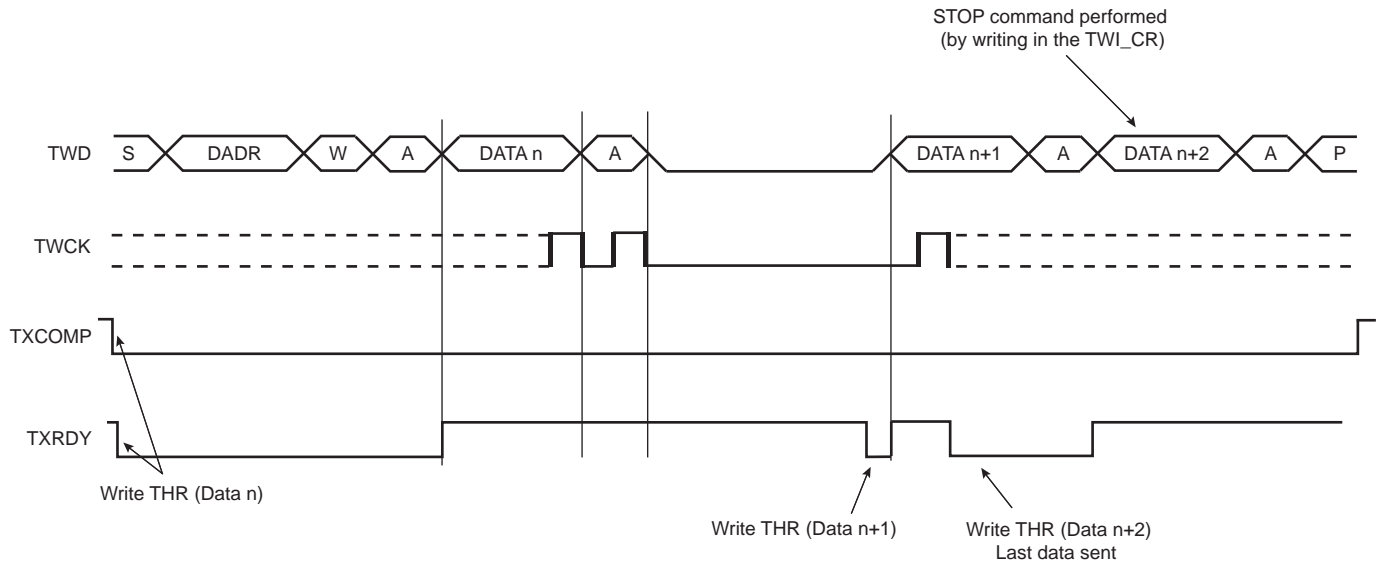 STOP command performed
(by writing in the TWI_CR)
TWD S DADR W A DATA n A DATA n+1 A DATA n+2 A P
TWCK
TXCOMP
TXRDY
Write THR (Data n)
Write THR (Data n+1)
Write THR (Data n+2)
Last data sent